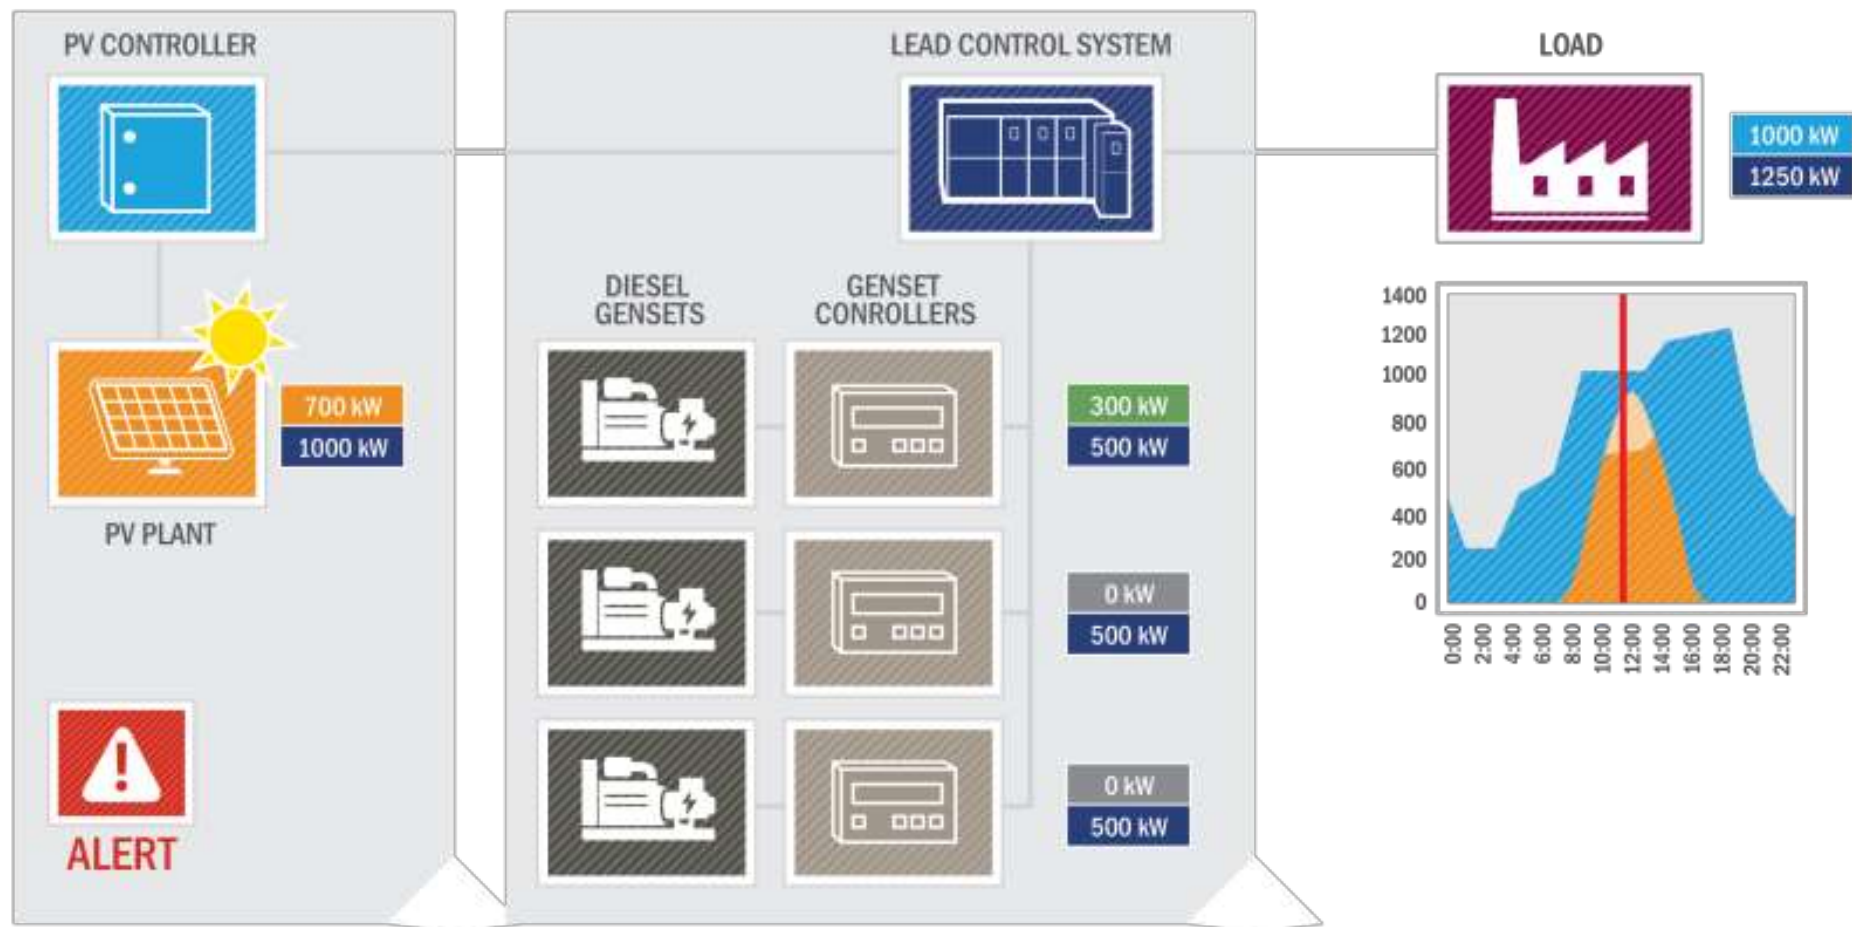 PV CONTROLLER
LEAD CONTROL SYSTEM
LOAD
1000 kW
1250 kW
DIESEL
GENSETS
GENSET
CONROLLERS
700 kW
1000 kW
PV PLANT
300 kW
500 kW
0 kW
500 kW
0 kW
500 kW
ALERT
1400
1200
1000
800
600
400
200
0
0:00
2:00
4:00
6:00
8:00
10:00
12:00
14:00
16:00
18:00
20:00
22:00